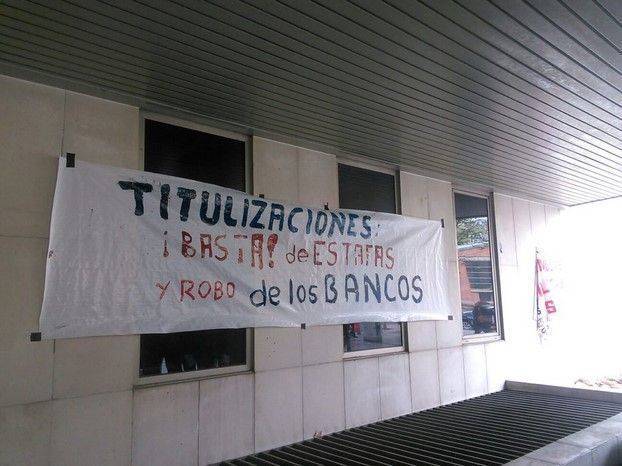 TITULIZACIONES:
¡BASTA! de ESTAFAS
Y ROBO de los BANCOS